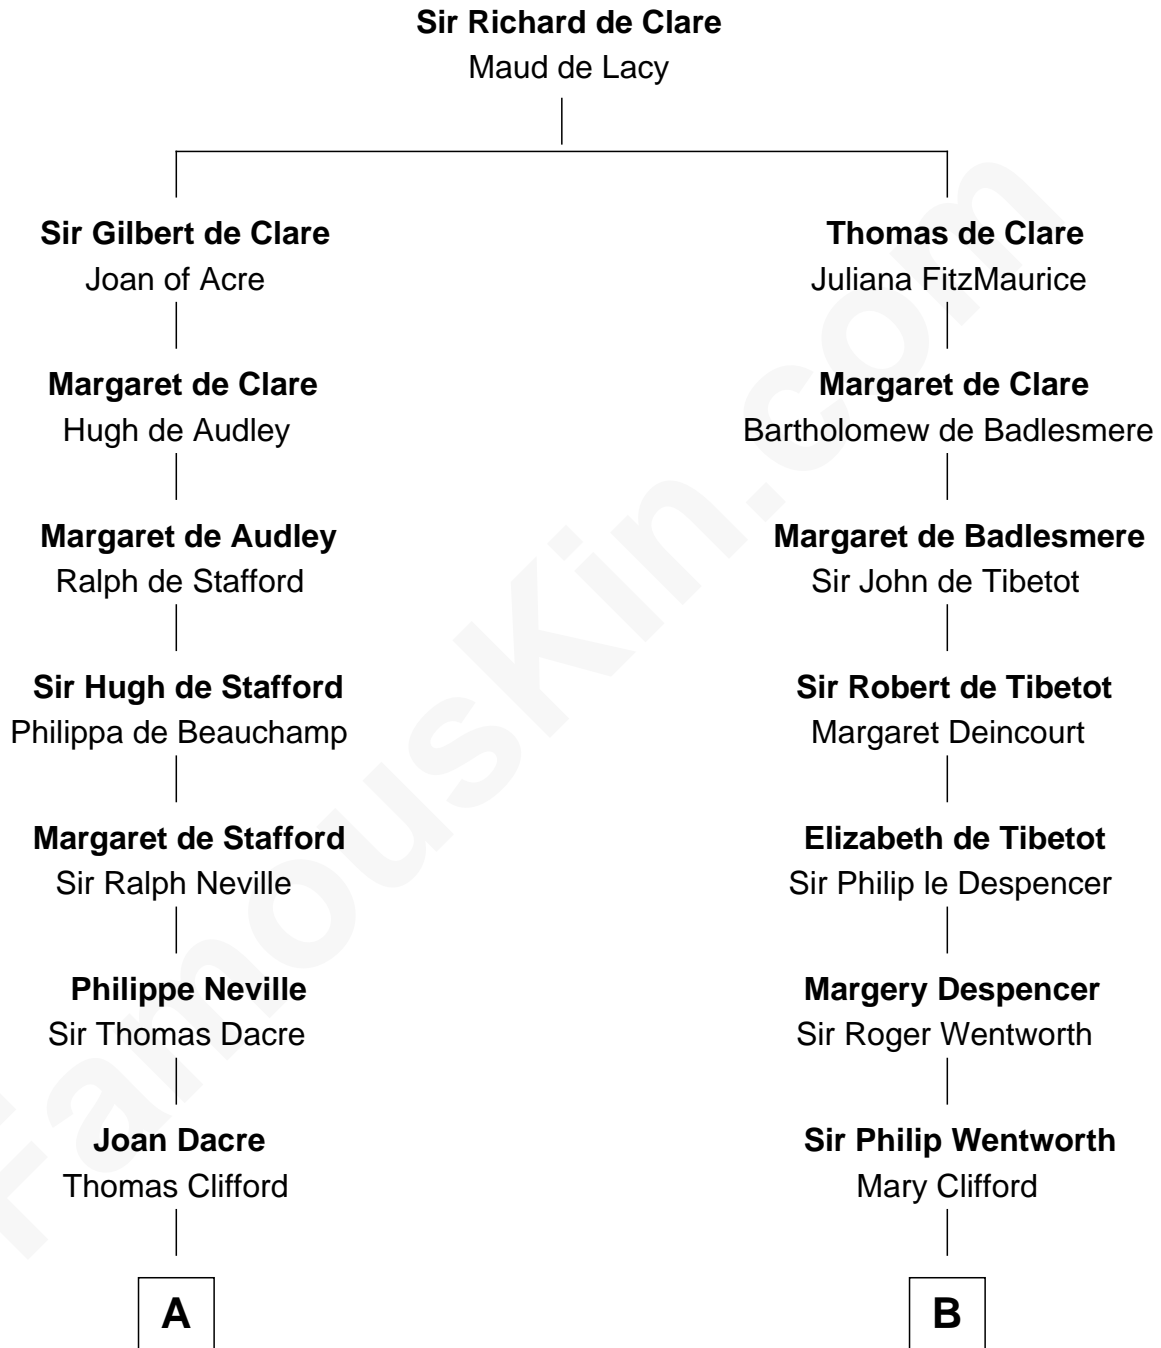 Sir Richard de Clare
Maud de Lacy
Sir Gilbert de Clare
Joan of Acre
Thomas de Clare
Juliana FitzMaurice
Margaret de Clare
Hugh de Audley
Margaret de Clare
Bartholomew de Badlesmere
Margaret de Audley
Ralph de Stafford
Margaret de Badlesmere
Sir John de Tibetot
Sir Hugh de Stafford
Philippa de Beauchamp
Sir Robert de Tibetot
Margaret Deincourt
Margaret de Stafford
Sir Ralph Neville
Elizabeth de Tibetot
Sir Philip le Despencer
Philippe Neville
Sir Thomas Dacre
Margery Despencer
Sir Roger Wentworth
Joan Dacre
Thomas Clifford
Sir Philip Wentworth
Mary Clifford
A
B
FamousKin.com